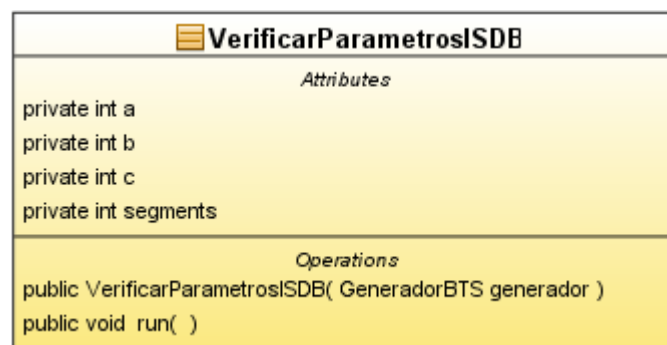 VerificarParametrosISDB
Attributes
private int a
private int b
private int c
private int segments
Operations
public VerificarParametrosISDB( GeneradorBTS generador )
public void run( )